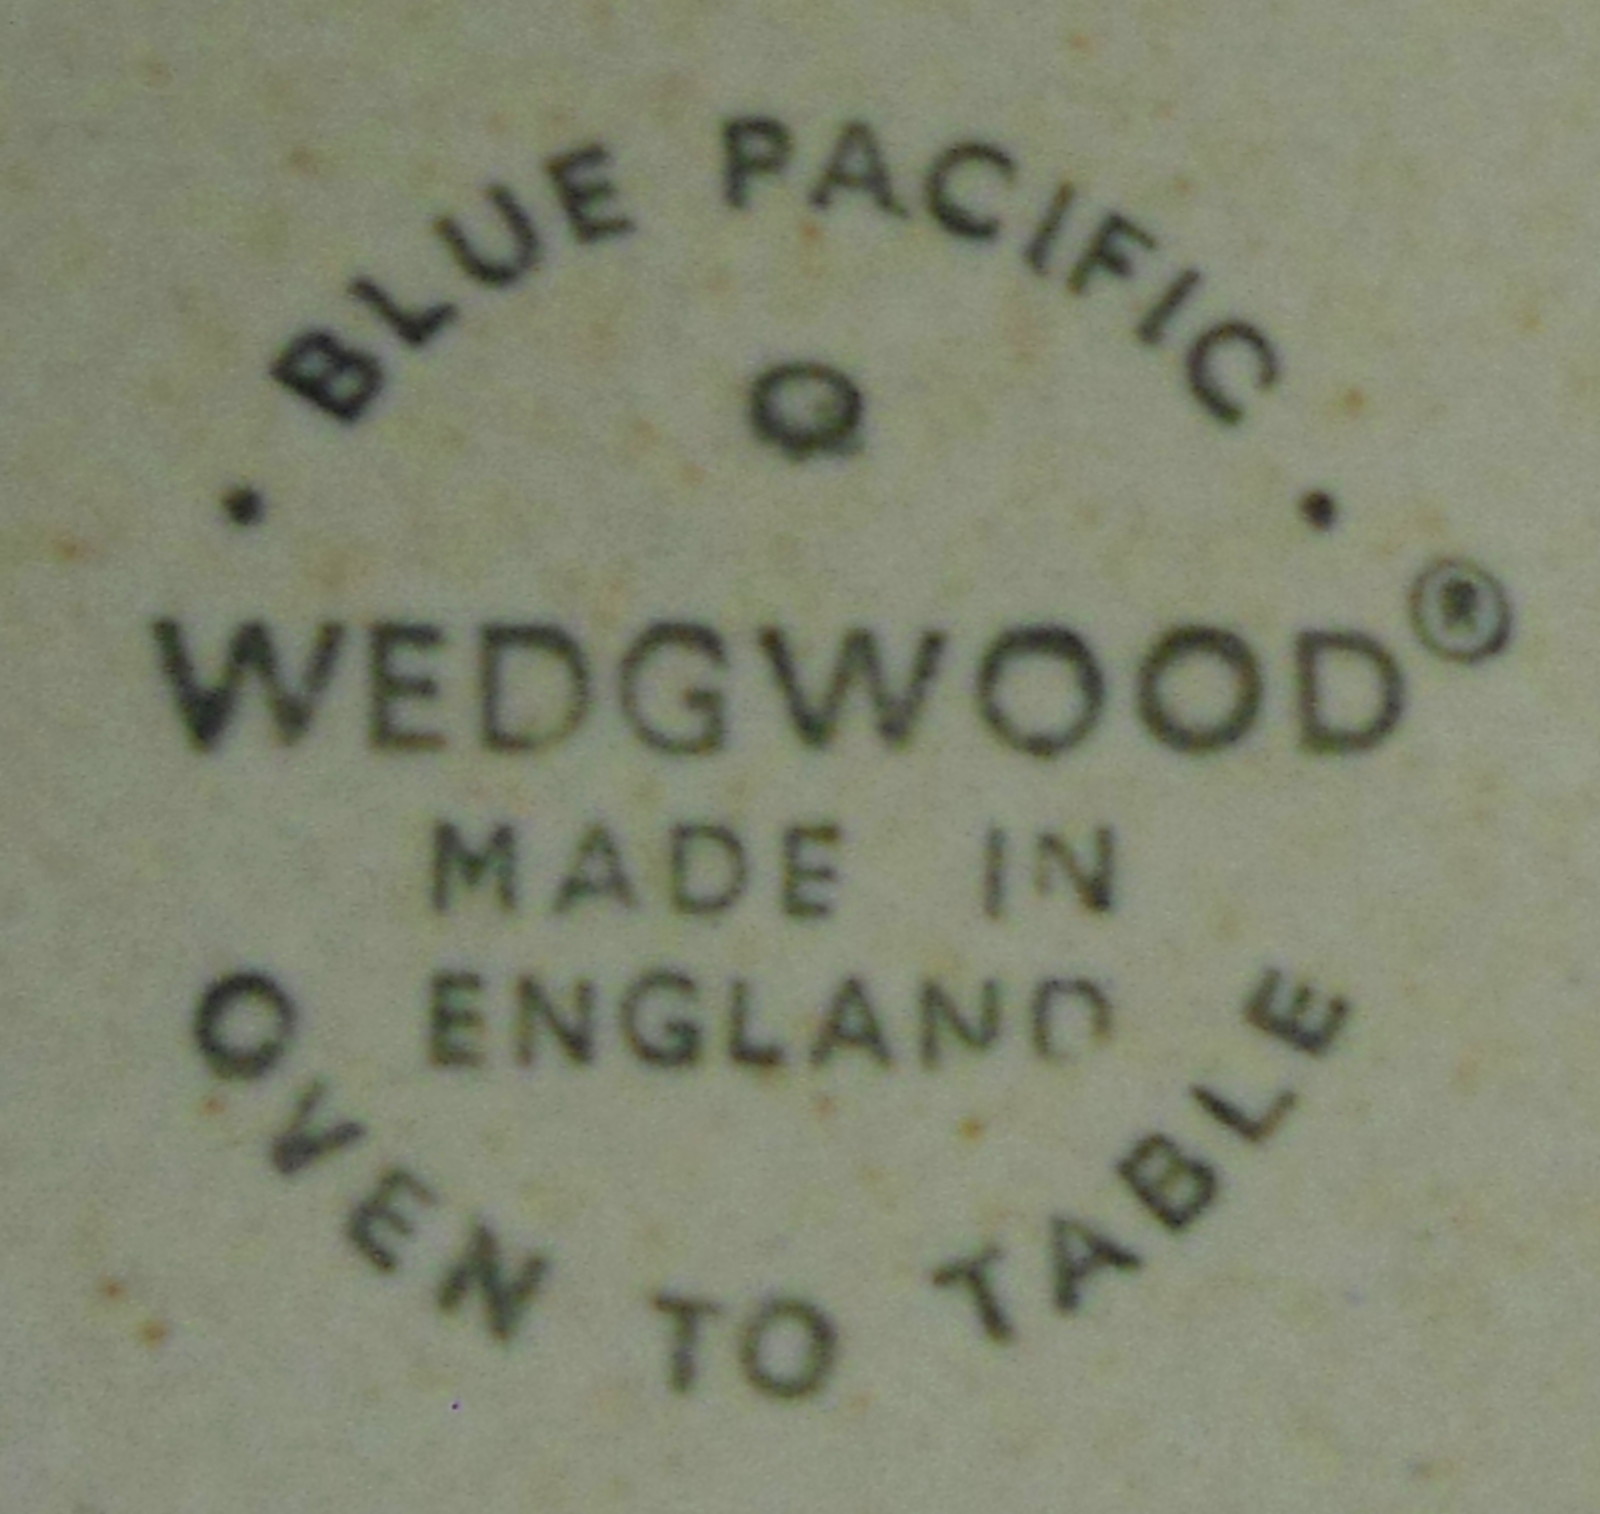 • BLUE PACIFIC •
Q
WEDGWOOD®
MADE IN
ENGLAND
OVEN TO TABLE